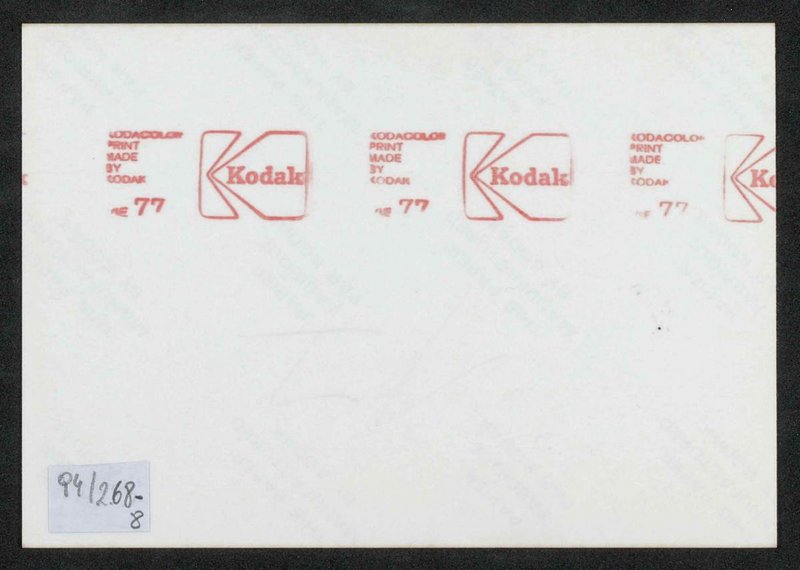 KODACOLOR
PRINT
MADE
BY
KODAK
77
Kodak
KODACOLOR
PRINT
MADE
BY
KODAK
77
Kodak
KODACOLOR
PRINT
MADE
BY
KODAK
77
94/268-
8